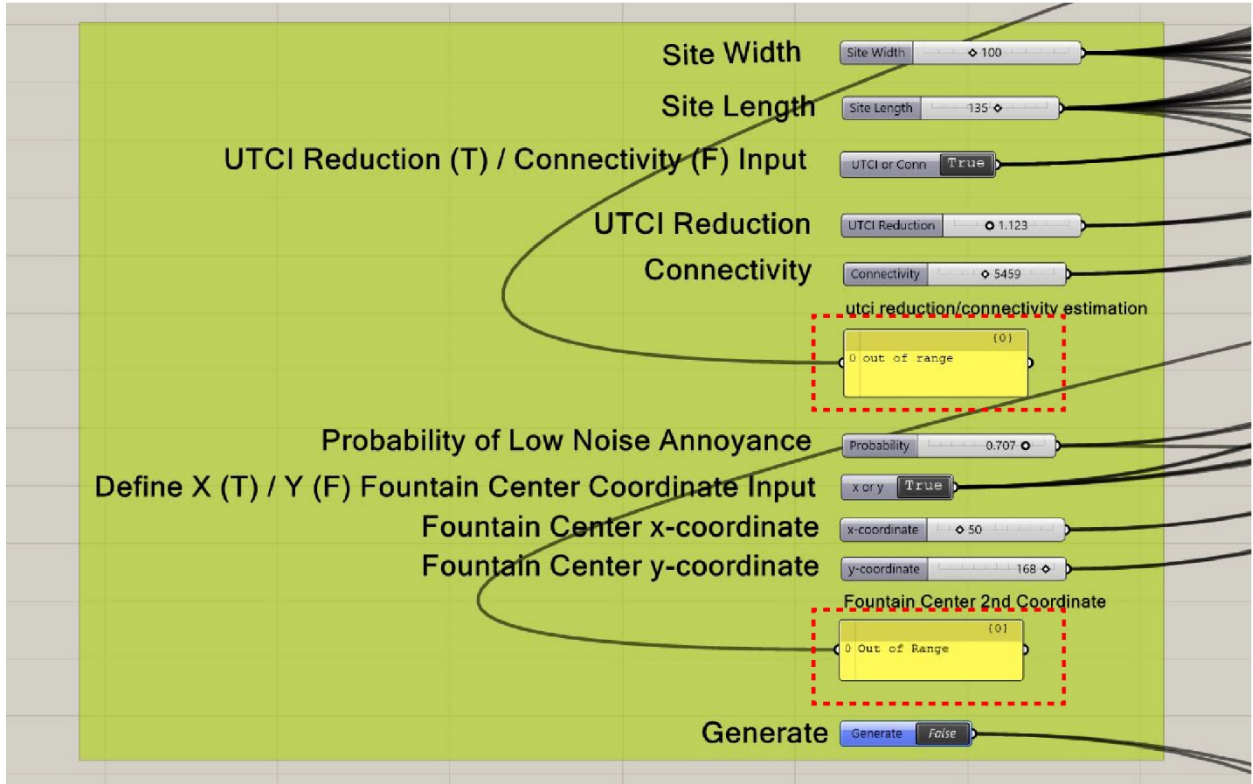 Site Width Site Width 100
Site Length Site Length 135
UTCI Reduction (T) / Connectivity (F) Input UTCI or Conn True
UTCI Reduction UTCI Reduction 1.123
Connectivity Connectivity 5459
utci reduction/connectivity estimation
{0}
0 out of range
Probability of Low Noise Annoyance Probability 0.707
Define X (T) / Y (F) Fountain Center Coordinate Input x or y True
Fountain Center x-coordinate x-coordinate 50
Fountain Center y-coordinate y-coordinate 168
Fountain Center 2nd Coordinate
{0}
0 Out of Range
Generate Generate False